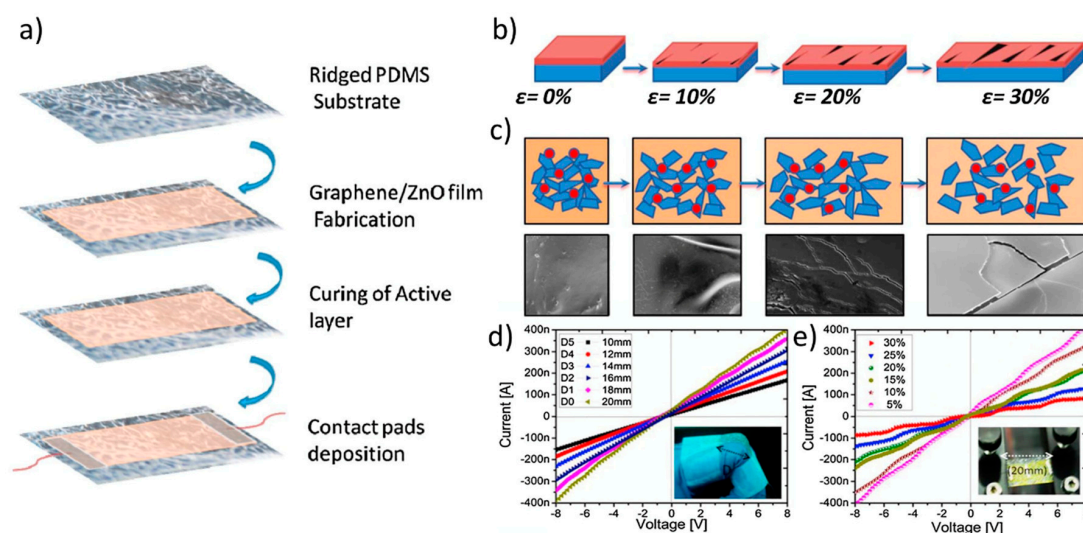 a)
Ridged PDMS
Substrate
Graphene/ZnO film
Fabrication
Curing of Active
layer
Contact pads
deposition
b)
ε= 0%
ε= 10%
ε= 20%
ε= 30%
c)
d)
400n
300n
200n
100n
0
-100n
-200n
-300n
-400n
Current [A]
D5 10mm
D4 12mm
D3 14mm
D2 16mm
D1 18mm
D0 20mm
D
-8 -6 -4 -2 0 2 4 6 8
Voltage [V]
e)
400n
300n
200n
100n
0
-100n
-200n
-300n
-400n
Current [A]
30%
25%
20%
15%
10%
5%
(20mm)
-8 -6 -4 -2 0 2 4 6 8
Voltage [V]